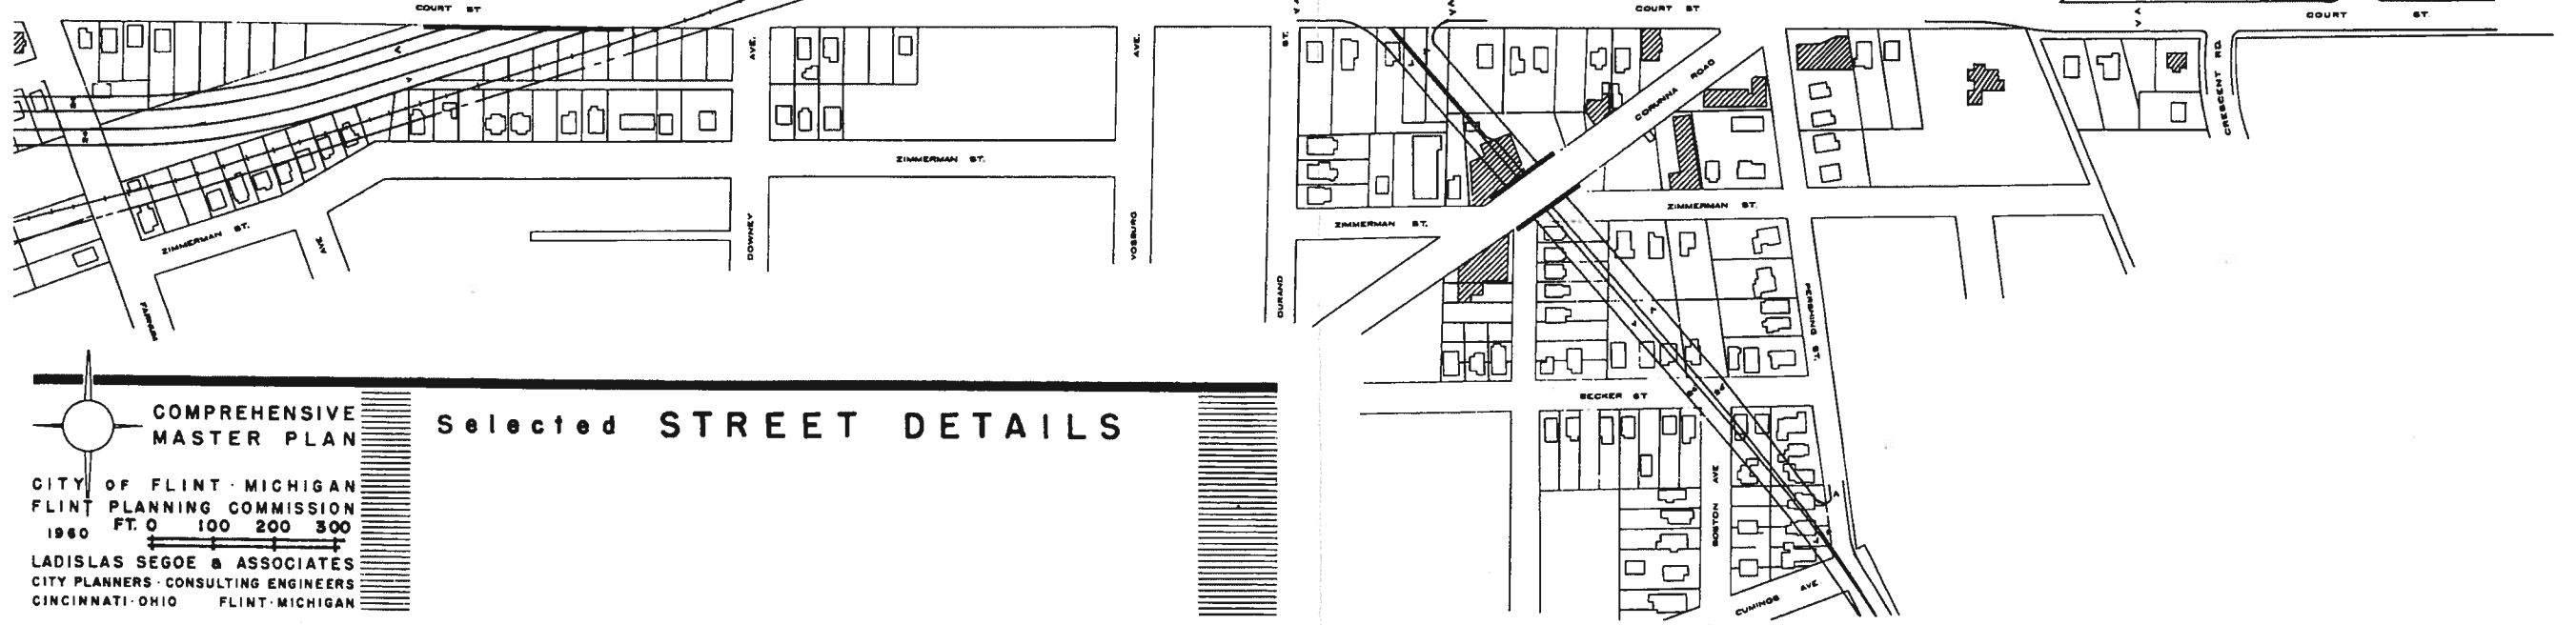 COURT ST
COURT ST
COURT ST.
AVE.
AVE.
ST.
CORUNNA ROAD
CRESCENT RD.
ZIMMERMAN ST.
ZIMMERMAN ST.
ZIMMERMAN ST.
ZIMMERMAN ST.
AVE
DOWNEY
VOSBURG
DURAND
PERSHING ST.
BECKER ST
BOSTON AVE
CUMINGS AVE.
COMPREHENSIVE
MASTER PLAN
Selected STREET DETAILS
CITY OF FLINT · MICHIGAN
FLINT PLANNING COMMISSION
1960 FT. 0 100 200 300
LADISLAS SEGOE & ASSOCIATES
CITY PLANNERS · CONSULTING ENGINEERS
CINCINNATI · OHIO FLINT · MICHIGAN